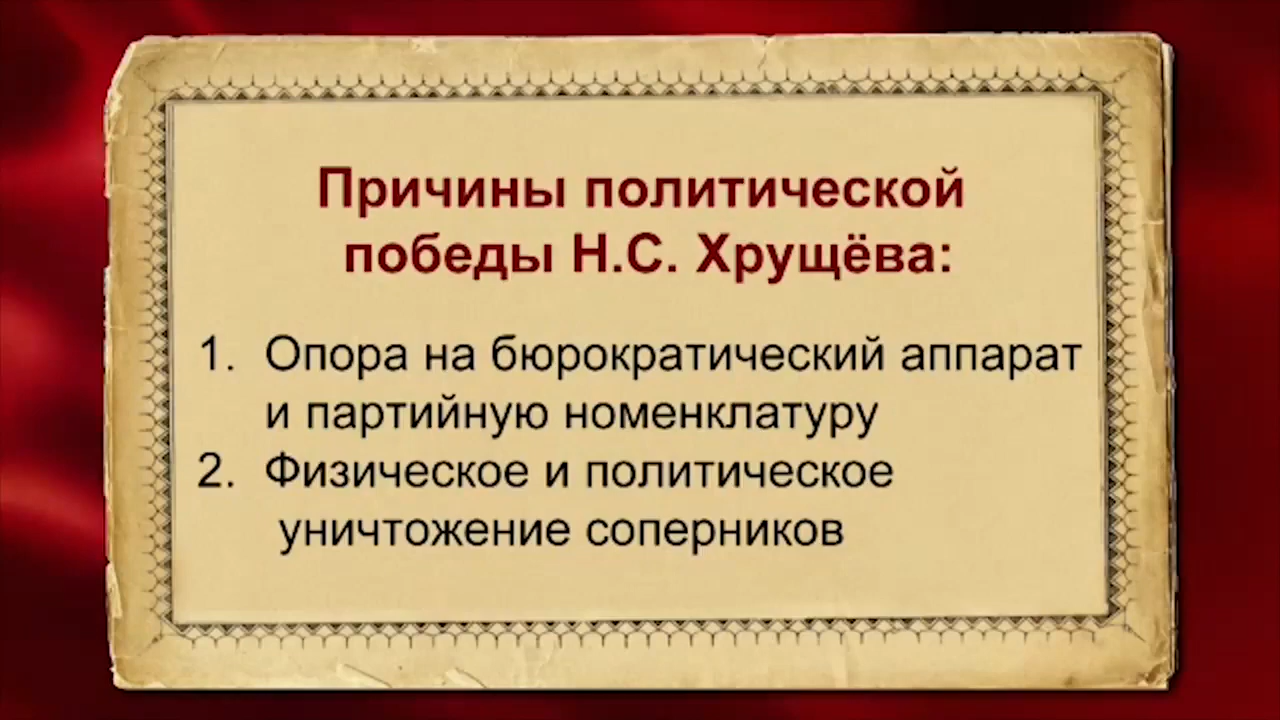 Причины политической
победы Н.С. Хрущёва:
1. Опора на бюрократический аппарат
и партийную номенклатуру
2. Физическое и политическое
уничтожение соперников